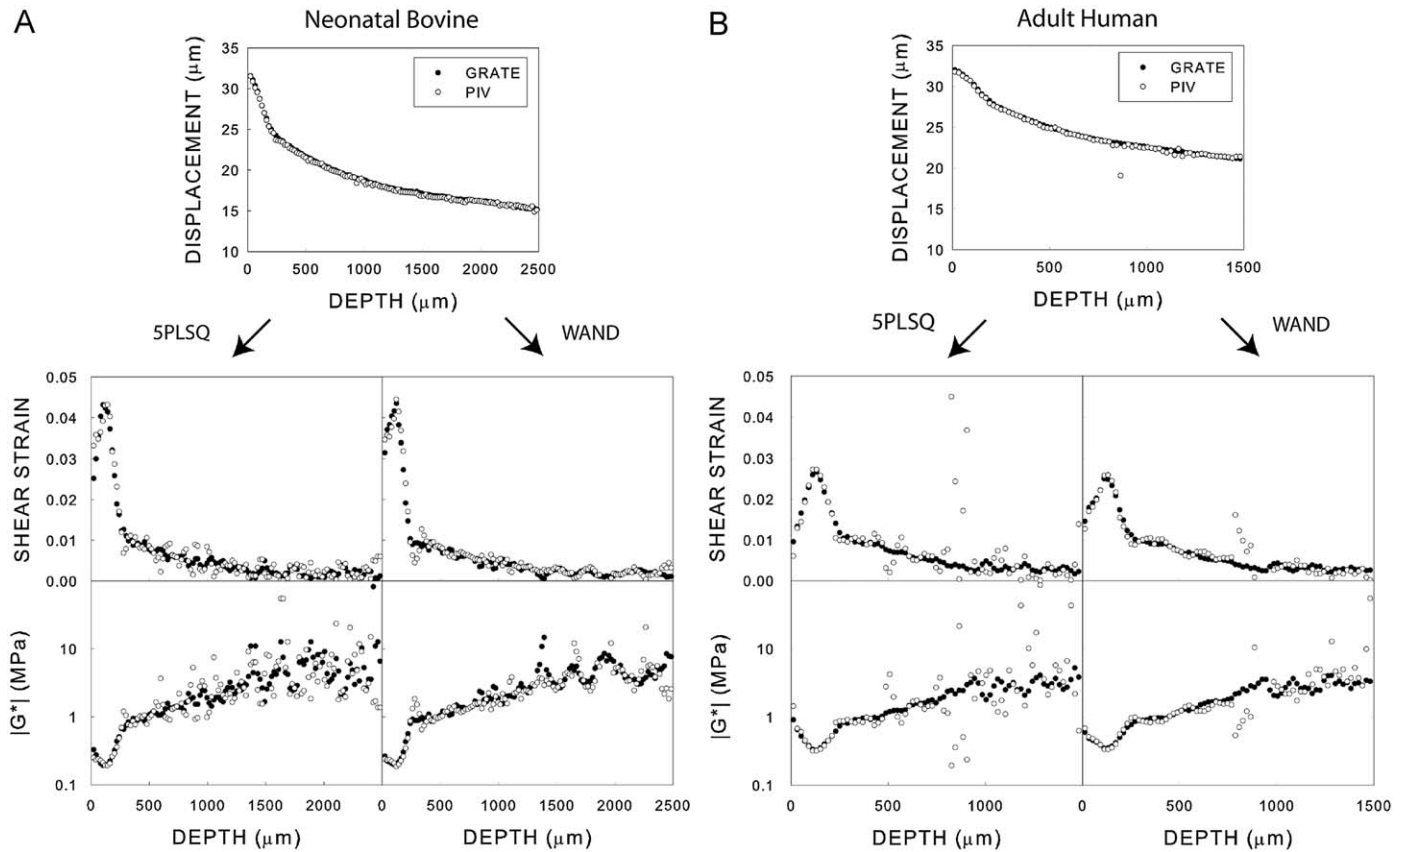 A
Neonatal Bovine
DISPLACEMENT (μm)
35
30
25
20
15
10
GRATE
PIV
0 500 1000 1500 2000 2500
DEPTH (μm)
5PLSQ
WAND
SHEAR STRAIN
0.05
0.04
0.03
0.02
0.01
0.00
|G*| (MPa)
10
1
0.1
0 500 1000 1500 2000 0 500 1000 1500 2000 2500
DEPTH (μm) DEPTH (μm)
B
Adult Human
DISPLACEMENT (μm)
35
30
25
20
15
10
GRATE
PIV
0 500 1000 1500
DEPTH (μm)
5PLSQ
WAND
SHEAR STRAIN
0.05
0.04
0.03
0.02
0.01
0.00
|G*| (MPa)
10
1
0.1
0 500 1000 0 500 1000 1500
DEPTH (μm) DEPTH (μm)